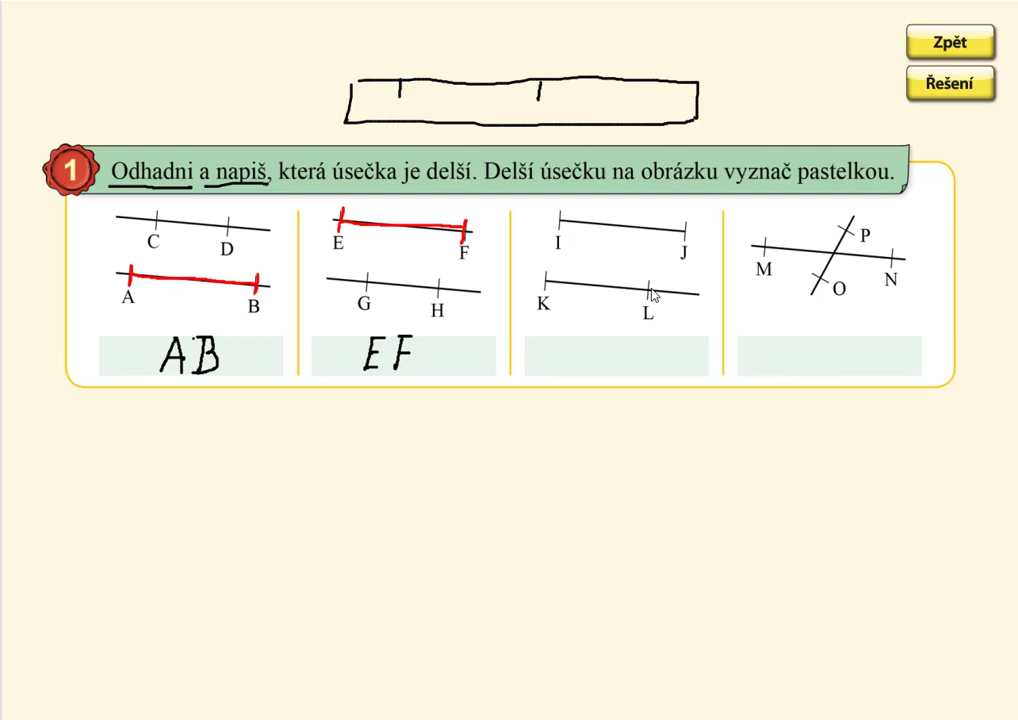 Zpět
Řešení
1 Odhadni a napiš, která úsečka je delší. Delší úsečku na obrázku vyznač pastelkou.
C D
A B
AB
E F
G H
EF
I J
K L
P
M N
O